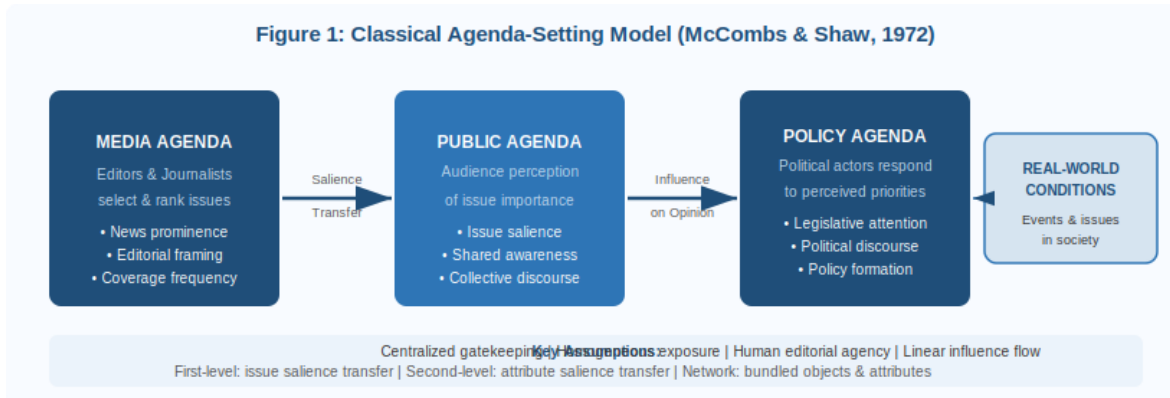 Figure 1: Classical Agenda-Setting Model (McCombs & Shaw, 1972)
MEDIA AGENDA
Editors & Journalists
select & rank issues
• News prominence
• Editorial framing
• Coverage frequency
Salience
Transfer
PUBLIC AGENDA
Audience perception
of issue importance
• Issue salience
• Shared awareness
• Collective discourse
Influence
on Opinion
POLICY AGENDA
Political actors respond
to perceived priorities
• Legislative attention
• Political discourse
• Policy formation
REAL-WORLD
CONDITIONS
Events & issues
in society
Key Assumptions:
Centralized gatekeeping | exposure | Human editorial agency | Linear influence flow
First-level: issue salience transfer | Second-level: attribute salience transfer | Network: bundled objects & attributes